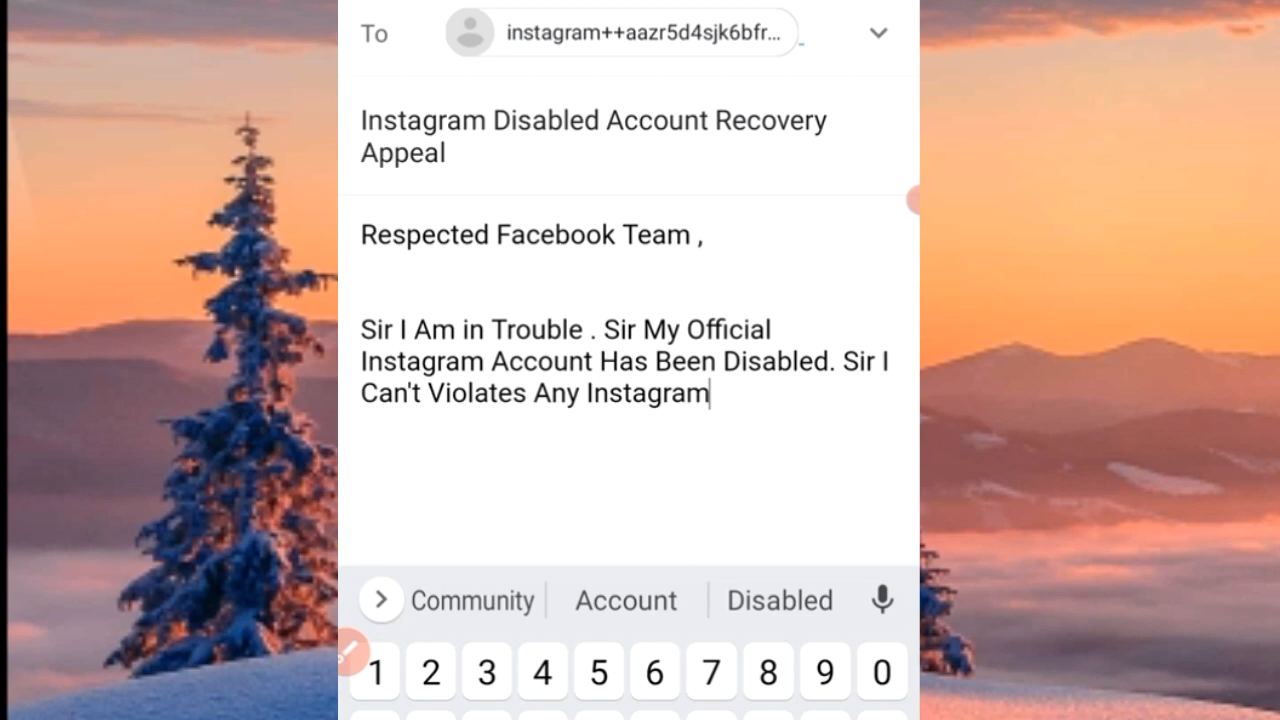 To
instagram++aazr5d4sjk6bfr...
Instagram Disabled Account Recovery
Appeal
Respected Facebook Team ,
Sir I Am in Trouble . Sir My Official
Instagram Account Has Been Disabled. Sir I
Can't Violates Any Instagram
Community Account Disabled
1 2 3 4 5 6 7 8 9 0